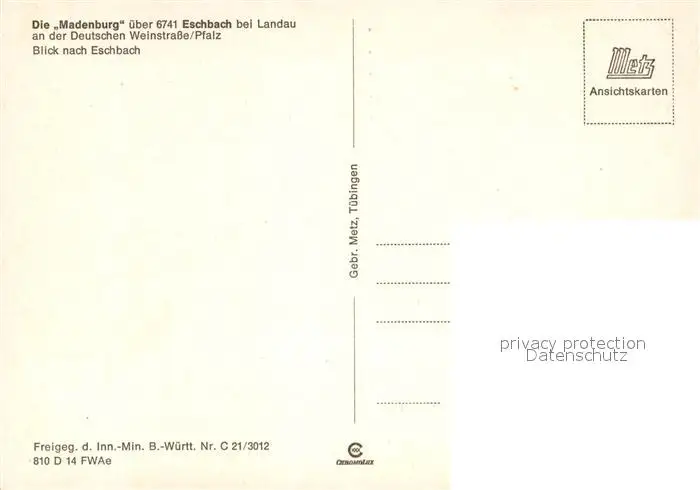 Die „Madenburg“ über 6741 Eschbach bei Landau
an der Deutschen Weinstraße/Pfalz
Blick nach Eschbach
Metz
Ansichtskarten
Gebr. Metz, Tübingen
privacy protection
Datenschutz
Freigeg. d. Inn.-Min. B.-Württ. Nr. C 21/3012
810 D 14 FWAe
CHROMOLUX